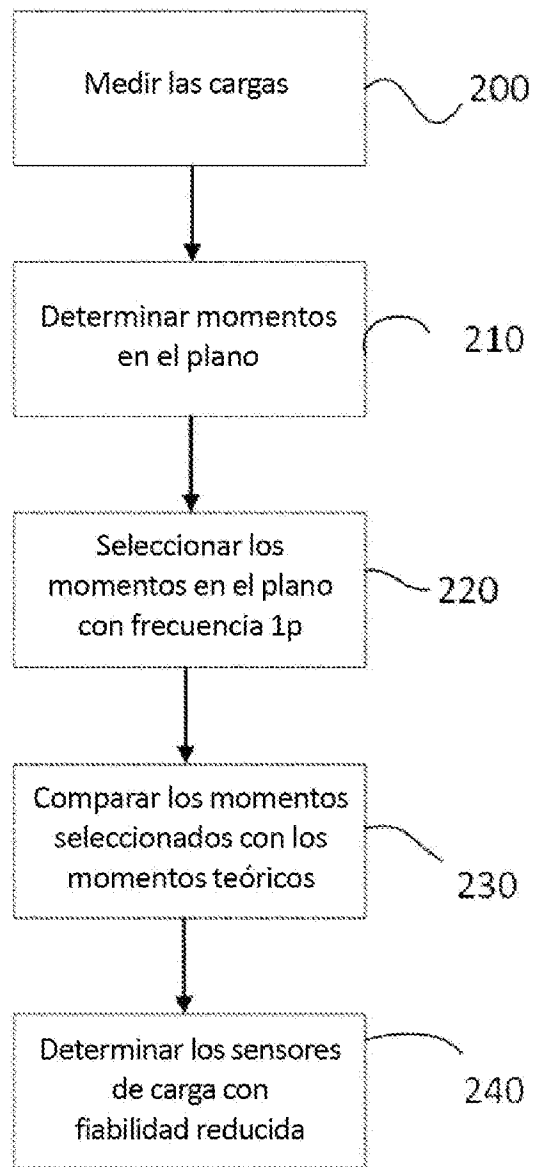 Medir las cargas
200
Determinar momentos
en el plano
210
Seleccionar los
momentos en el plano
con frecuencia 1p
220
Comparar los momentos
seleccionados con los
momentos teóricos
230
Determinar los sensores
de carga con
fiabilidad reducida
240